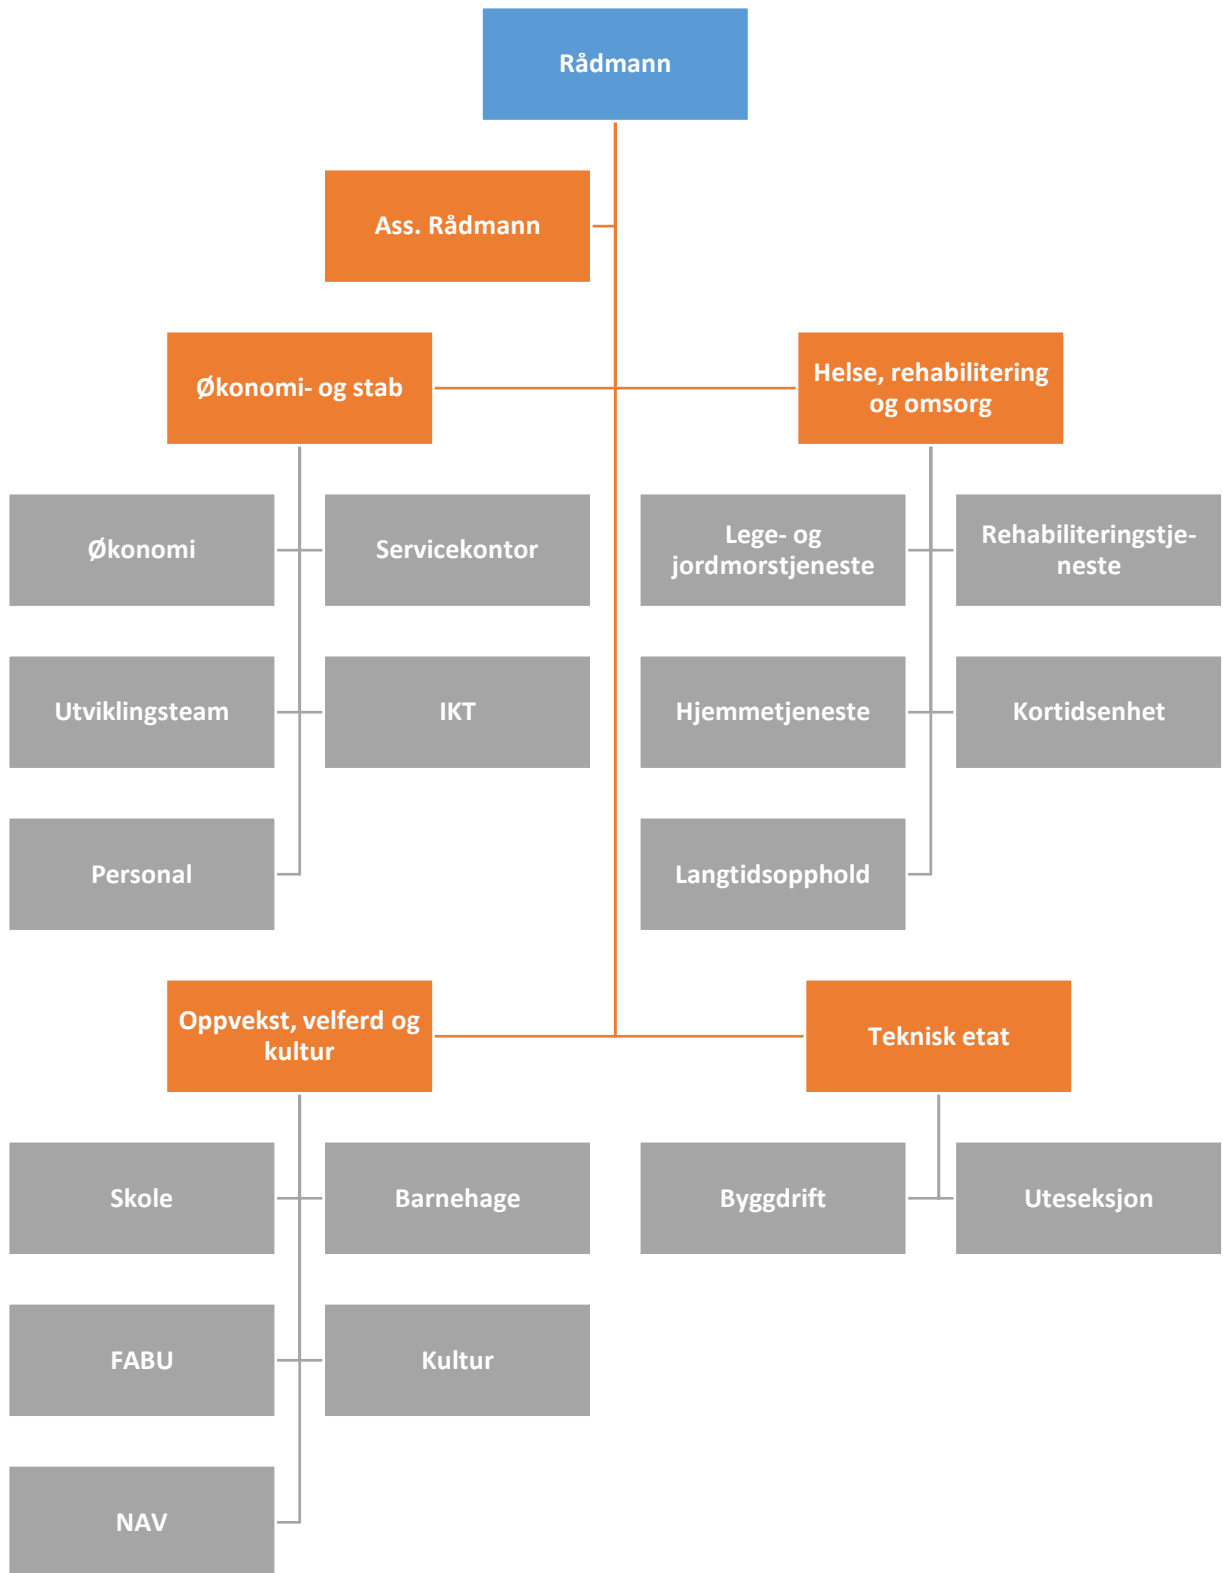 Rådmann
Ass. Rådmann
Økonomi- og stab
Helse, rehabilitering
og omsorg
Økonomi
Servicekontor
Lege- og
jordmorstjeneste
Rehabiliteringstje-
neste
Utviklingsteam
IKT
Hjemmetjeneste
Kortidsenhet
Personal
Langtidsopphold
Oppvekst, velferd og
kultur
Teknisk etat
Skole
Barnehage
Byggdrift
Uteseksjon
FABU
Kultur
NAV